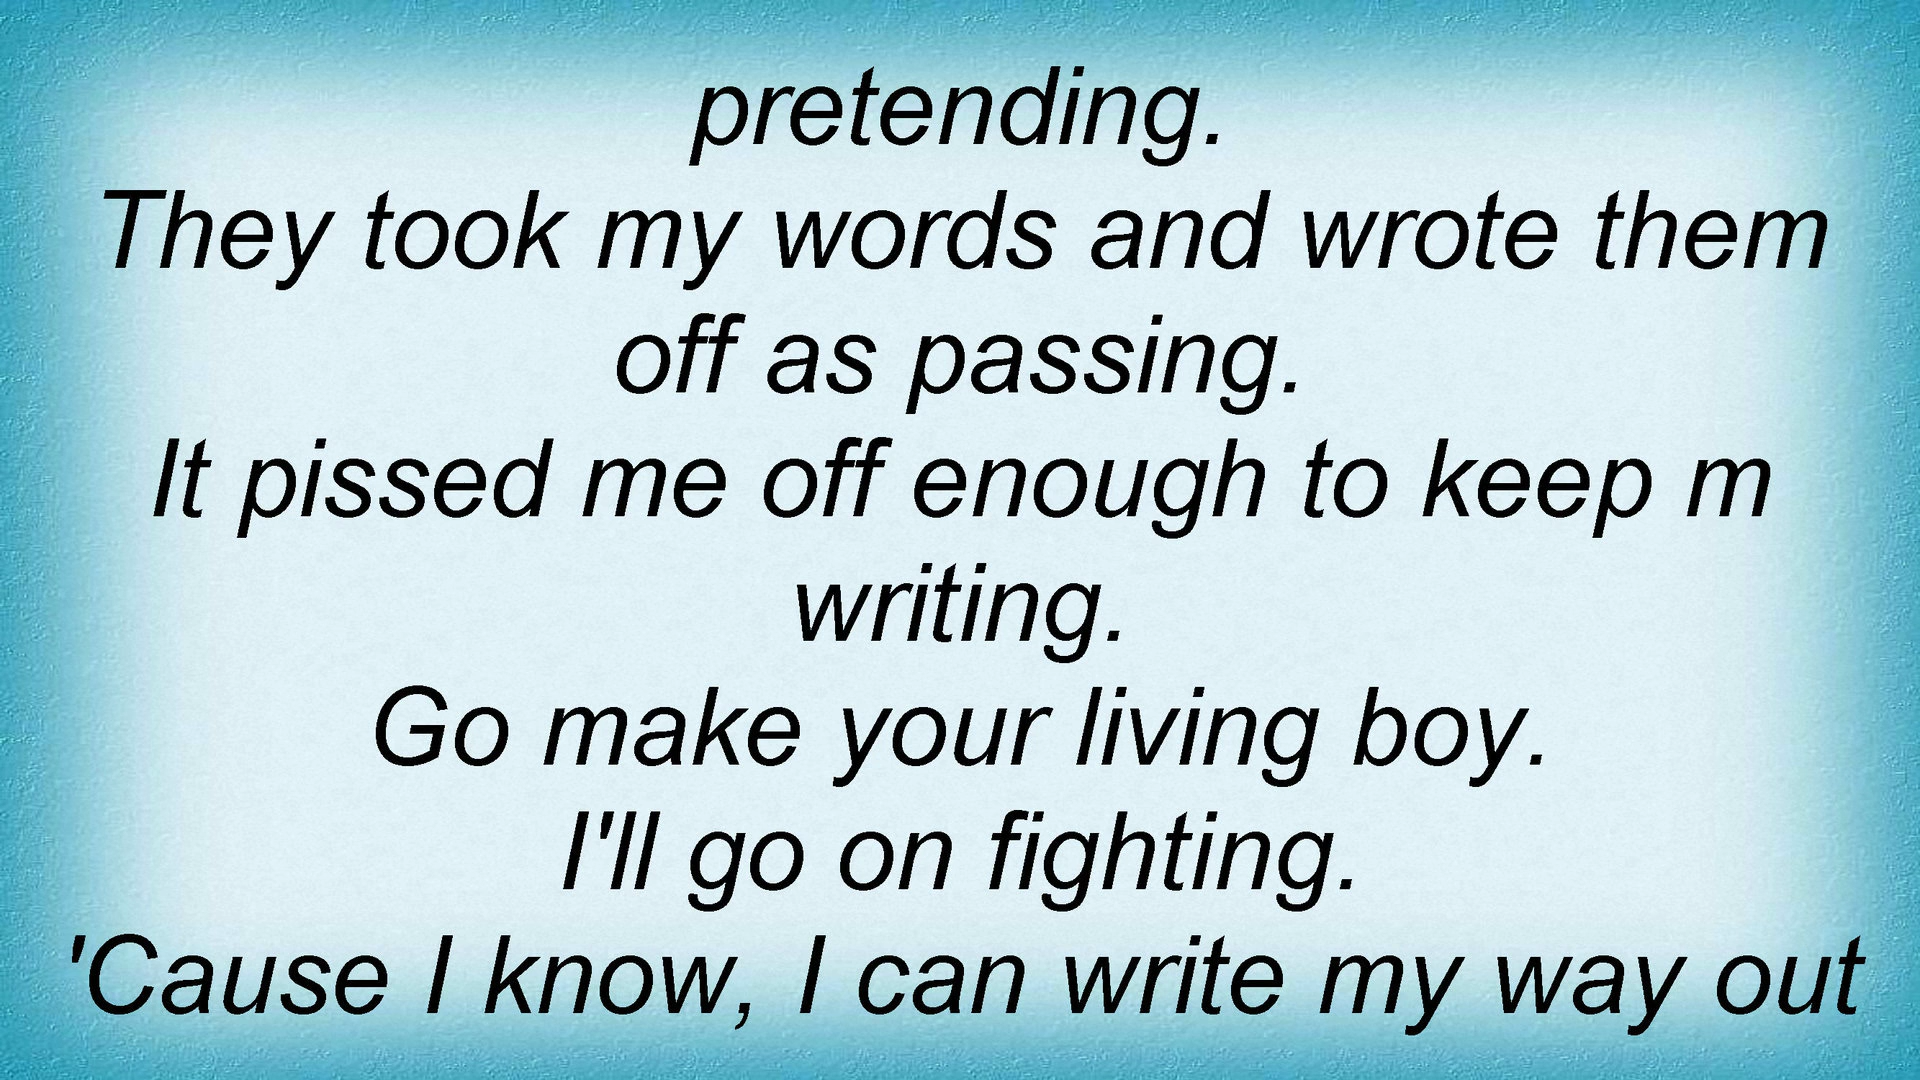 pretending.
They took my words and wrote them
off as passing.
It pissed me off enough to keep m
writing.
Go make your living boy.
I'll go on fighting.
'Cause I know, I can write my way out